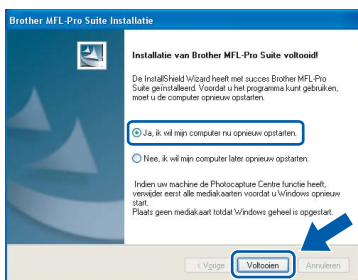 Brother MFL-Pro Suite Installatie
Installatie van Brother MFL-Pro Suite voltooid!
De InstallShield Wizard heeft met succes Brother MFL-Pro
Suite geïnstalleerd. Voordat u het programma kunt gebruiken,
moet u de computer opnieuw opstarten.
Ja, ik wil mijn computer nu opnieuw opstarten.
Nee, ik wil mijn computer later opnieuw opstarten.
Indien uw machine de Photocapture Centre functie heeft,
verwijder eerst alle mediakaarten voordat u Windows opnieuw
start.
Plaats geen mediakaart totdat Windows geheel is opgestart.
< Vorige
Voltooien
Annuleren